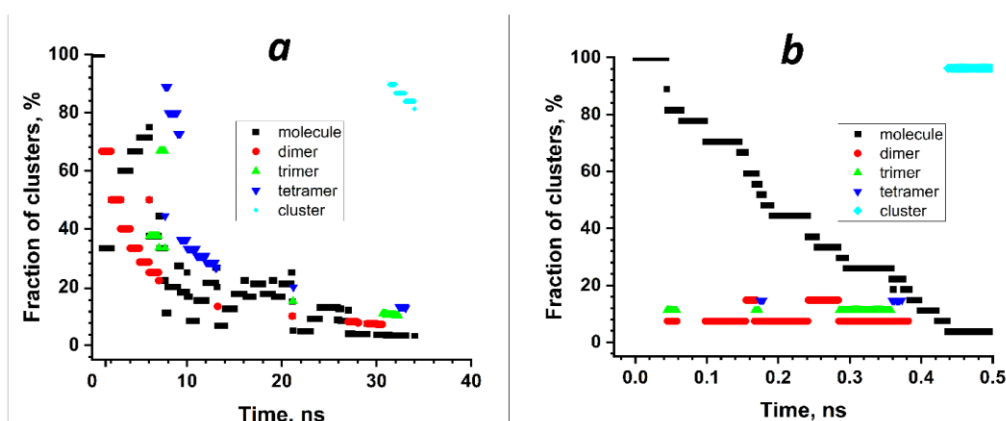 a
100
80
60
40
20
0
Fraction of clusters, %
molecule
dimer
trimer
tetramer
cluster
0 10 20 30 40
Time, ns
b
100
80
60
40
20
0
Fraction of clusters, %
molecule
dimer
trimer
tetramer
cluster
0.0 0.1 0.2 0.3 0.4 0.5
Time, ns